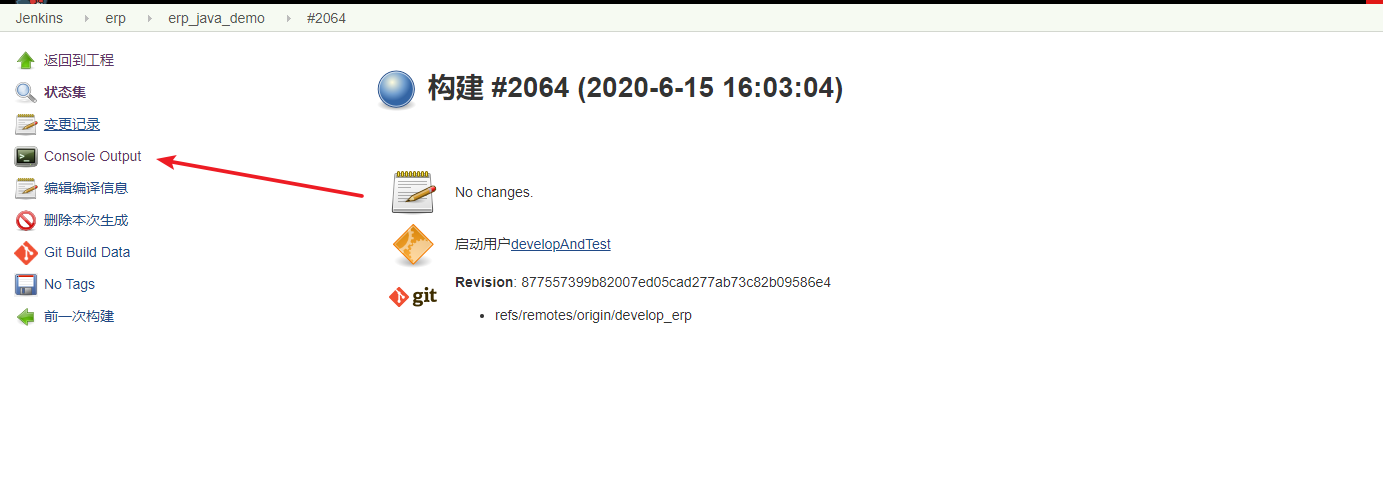 Jenkins erp erp_java_demo #2064
返回到工程
状态集
变更记录
Console Output
编辑编译信息
删除本次生成
Git Build Data
No Tags
前一次构建
构建 #2064 (2020-6-15 16:03:04)
No changes.
启动用户developAndTest
git
Revision: 877557399b82007ed05cad277ab73c82b09586e4
refs/remotes/origin/develop_erp